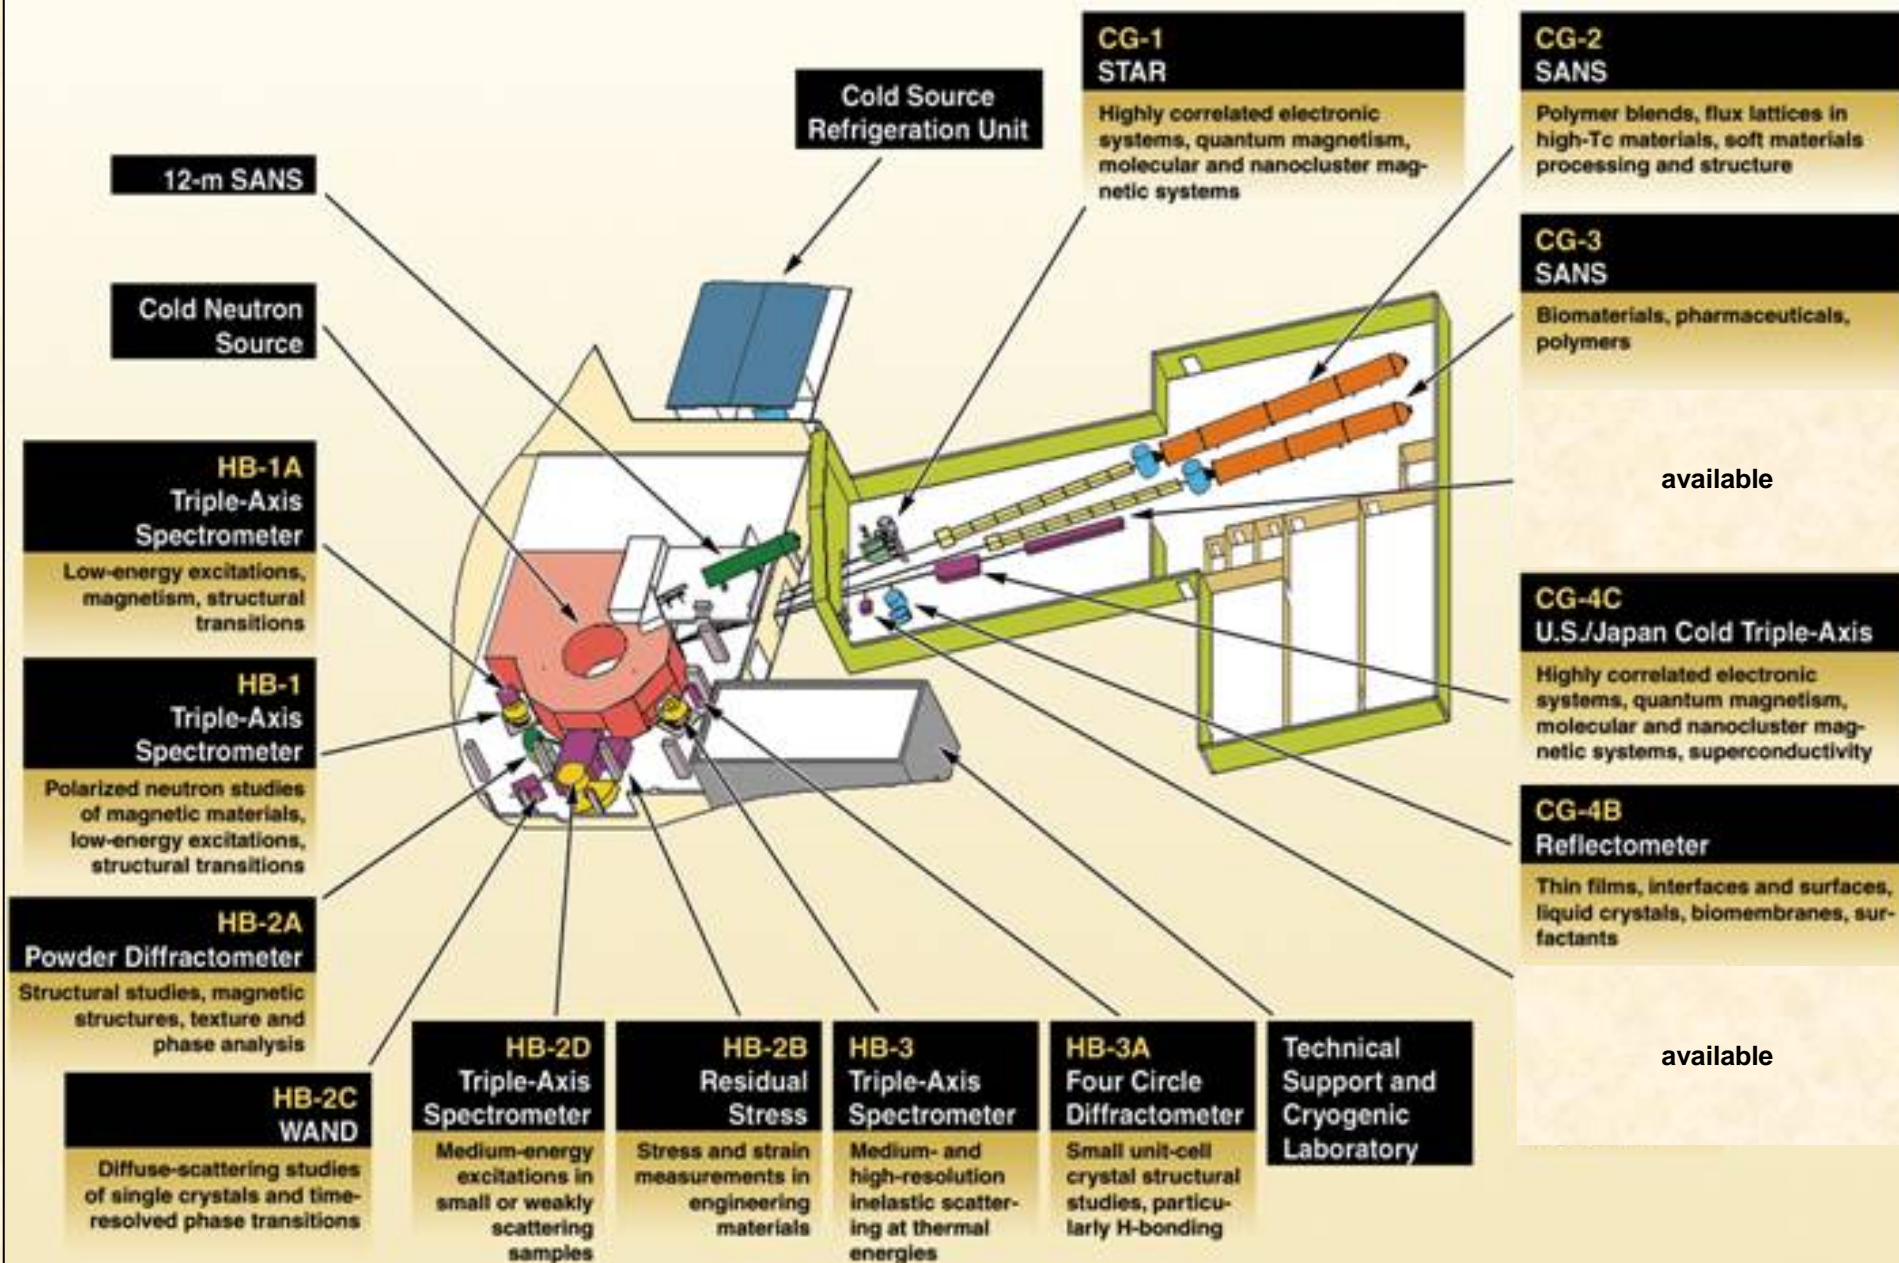 CG-1
STAR
Highly correlated electronic
systems, quantum magnetism,
molecular and nanocluster mag-
netic systems
CG-2
SANS
Polymer blends, flux lattices in
high-Tc materials, soft materials
processing and structure
Cold Source
Refrigeration Unit
12-m SANS
CG-3
SANS
Biomaterials, pharmaceuticals,
polymers
Cold Neutron
Source
available
HB-1A
Triple-Axis
Spectrometer
Low-energy excitations,
magnetism, structural
transitions
CG-4C
U.S./Japan Cold Triple-Axis
Highly correlated electronic
systems, quantum magnetism,
molecular and nanocluster mag-
netic systems, superconductivity
HB-1
Triple-Axis
Spectrometer
Polarized neutron studies
of magnetic materials,
low-energy excitations,
structural transitions
CG-4B
Reflectometer
Thin films, interfaces and surfaces,
liquid crystals, biomembranes, sur-
factants
HB-2A
Powder Diffractometer
Structural studies, magnetic
structures, texture and
phase analysis
available
HB-2C
WAND
Diffuse-scattering studies
of single crystals and time-
resolved phase transitions
HB-2D
Triple-Axis
Spectrometer
Medium-energy
excitations in
small or weakly
scattering
samples
HB-2B
Residual
Stress
Stress and strain
measurements in
engineering
materials
HB-3
Triple-Axis
Spectrometer
Medium- and
high-resolution
inelastic scatter-
ing at thermal
energies
HB-3A
Four Circle
Diffractometer
Small unit-cell
crystal structural
studies, particu-
larly H-bonding
Technical
Support and
Cryogenic
Laboratory